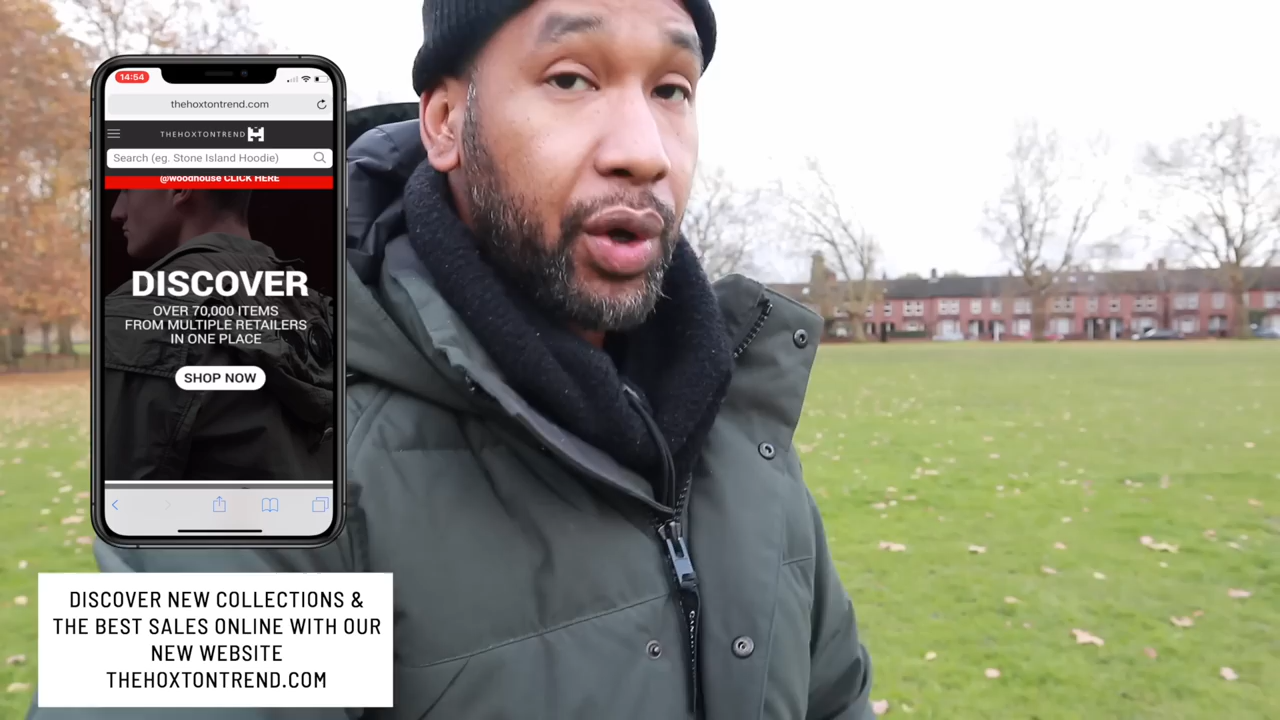 14:54
thehoxtontrend.com
THEHOXTONTREND
Search (eg. Stone Island Hoodie)
@woodhouse CLICK HERE
DISCOVER
OVER 70,000 ITEMS
FROM MULTIPLE RETAILERS
IN ONE PLACE
SHOP NOW
DISCOVER NEW COLLECTIONS &
THE BEST SALES ONLINE WITH OUR
NEW WEBSITE
THEHOXTONTREND.COM